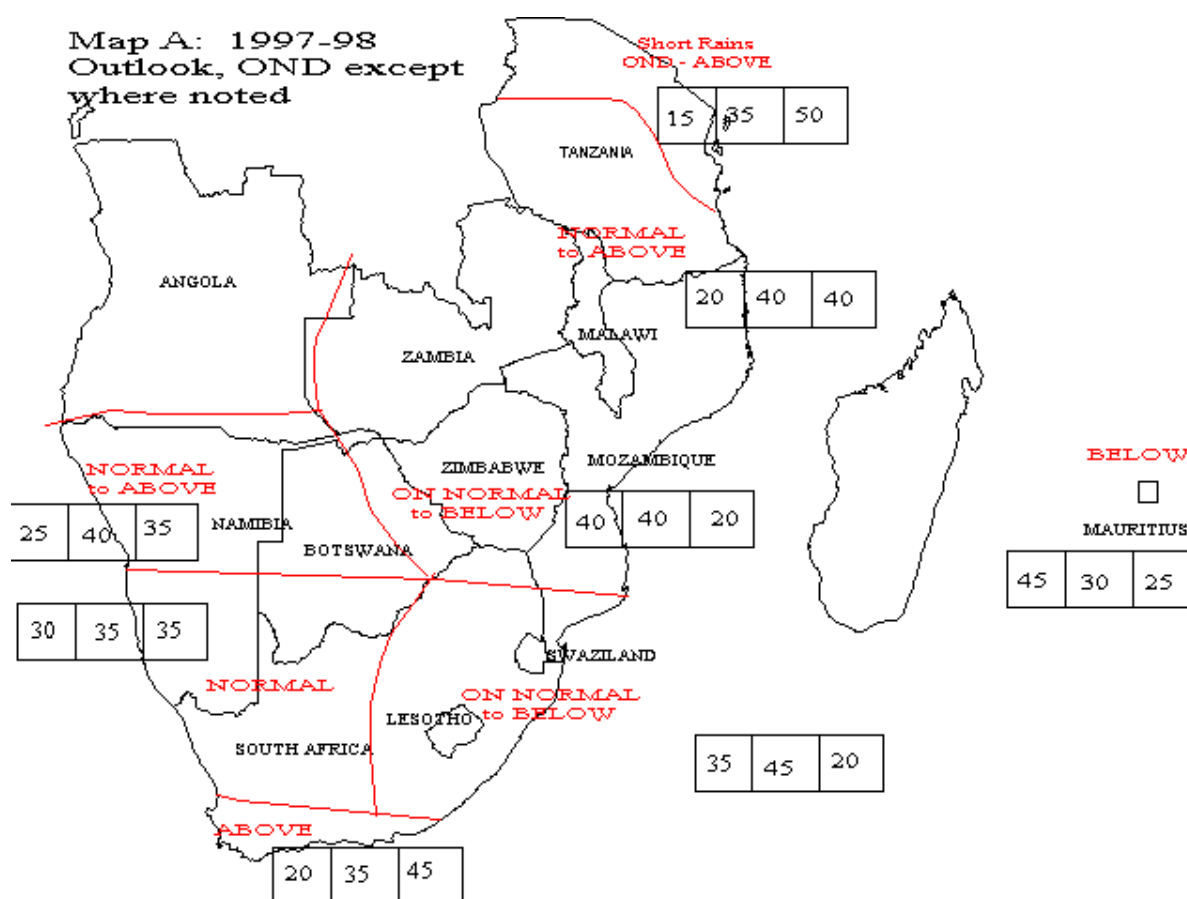 Map A: 1997-98
Outlook, OND except
where noted
Short Rains
OND - ABOVE
15 35 50
TANZANIA
NORMAL
to ABOVE
ANGOLA
20 40 40
MALAWI
ZAMBIA
NORMAL
to ABOVE
ZIMBABWE
MOZAMBIQUE
BELOW
ON NORMAL
to BELOW
25 40 35
NAMIBIA
BOTSWANA
40 40 20
MAURITIUS
45 30 25
30 35 35
SWAZILAND
NORMAL
ON NORMAL
to BELOW
LESOTHO
SOUTH AFRICA
35 45 20
ABOVE
20 35 45